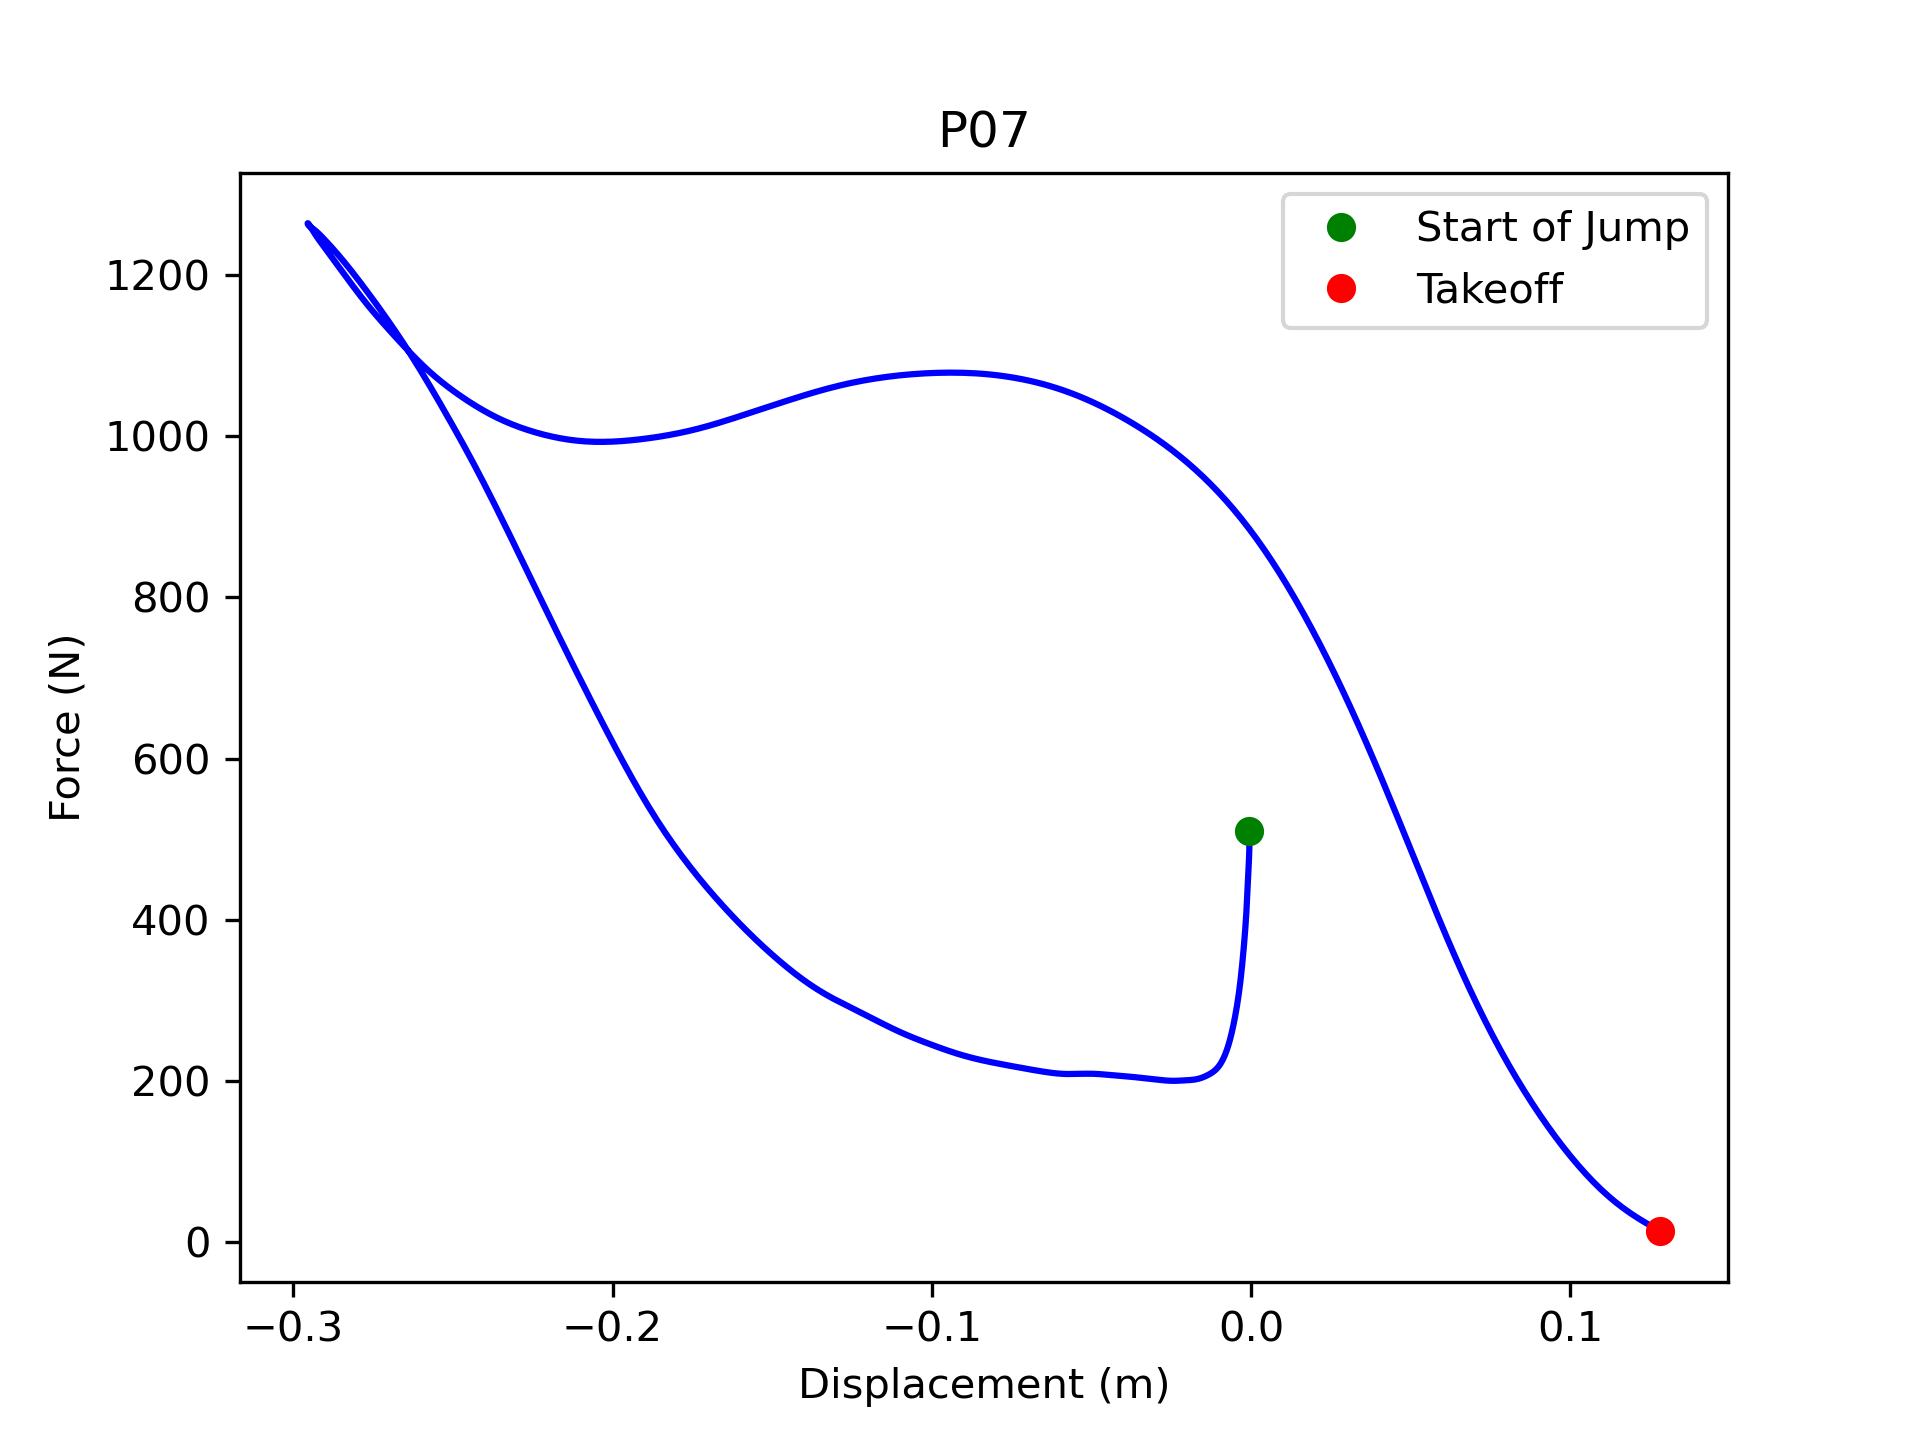 P07
Start of Jump
Takeoff
1200
1000
800
600
400
200
0
Force (N)
−0.3
−0.2
−0.1
0.0
0.1
Displacement (m)